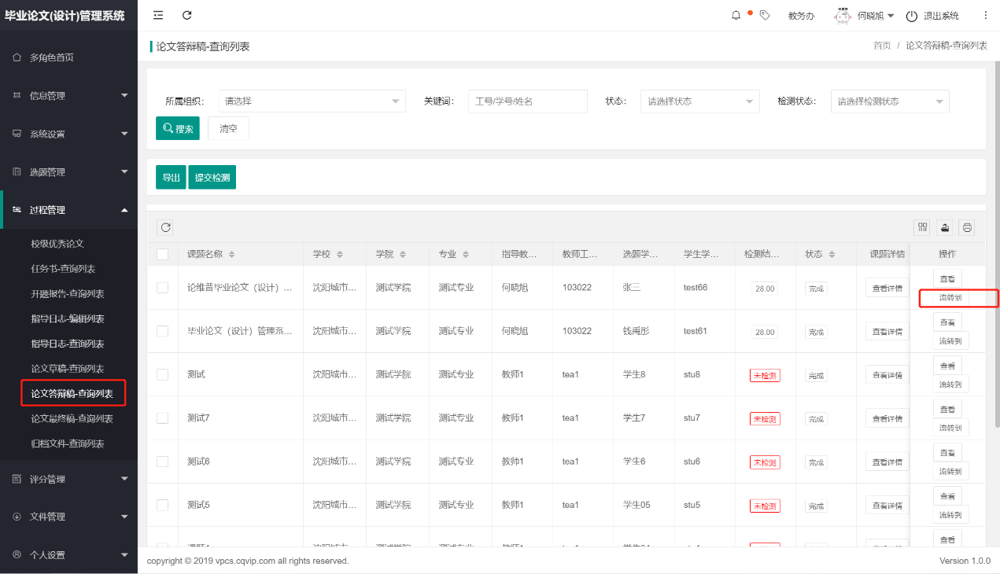 毕业论文(设计)管理系统
教务办 何晓旭 退出系统
多角色首页
信息管理
系统设置
选题管理
过程管理
校级优秀论文
任务书-查询列表
开题报告-查询列表
指导日志-编辑列表
指导日志-查询列表
论文草稿-查询列表
论文答辩稿-查询列表
论文最终稿-查询列表
归档文件-查询列表
评分管理
文件管理
个人设置
论文答辩稿-查询列表
首页 / 论文答辩稿-查询列表
所属组织: 请选择 关键词: 工号/学号/姓名 状态: 请选择状态 检测状态: 请选择检测状态
搜索 清空
导出 提交检测
课题名称 学校 学院 专业 指导教... 教师工... 选题学... 学生学... 检测结... 状态 课题详情 操作
论维普毕业论文（设计）... 沈阳城市... 测试学院 测试专业 何晓旭 103022 张三 test66 28.00 完成 查看详情 查看
流转到
毕业论文（设计）管理系... 沈阳城市... 测试学院 测试专业 何晓旭 103022 钱禹彤 test61 28.00 完成 查看详情 查看
流转到
测试 沈阳城市... 测试学院 测试专业 教师1 tea1 学生8 stu8 未检测 完成 查看详情 查看
流转到
测试7 沈阳城市... 测试学院 测试专业 教师1 tea1 学生7 stu7 未检测 完成 查看详情 查看
流转到
测试6 沈阳城市... 测试学院 测试专业 教师1 tea1 学生6 stu6 未检测 完成 查看详情 查看
流转到
测试5 沈阳城市... 测试学院 测试专业 教师1 tea1 学生05 stu5 未检测 完成 查看详情 查看
流转到
查看
copyright © 2019 vpcs.cqvip.com all rights reserved.
Version 1.0.0